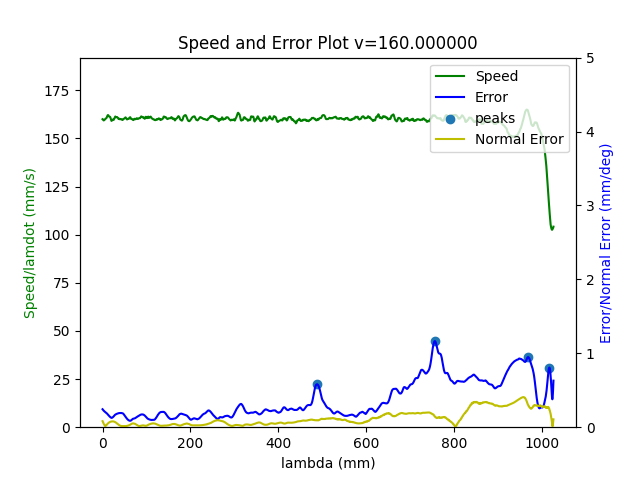 Speed and Error Plot v=160.000000
Speed
Error
peaks
Normal Error
Speed/lamdot (mm/s)
175
150
125
100
75
50
25
0
5
4
3
2
1
0
Error/Normal Error (mm/deg)
0 200 400 600 800 1000
lambda (mm)